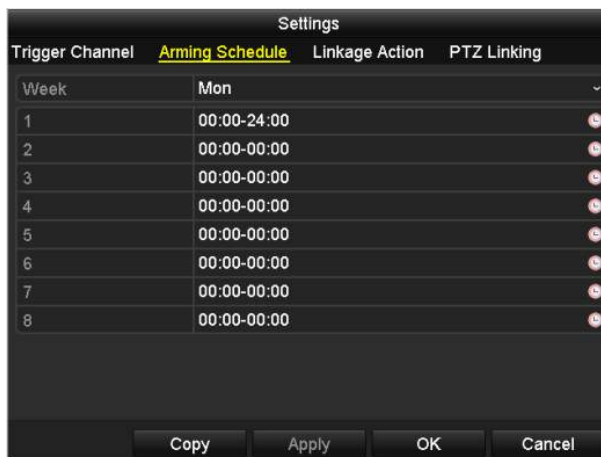 Settings
Trigger Channel Arming Schedule Linkage Action PTZ Linking
Week Mon
1 00:00-24:00
2 00:00-00:00
3 00:00-00:00
4 00:00-00:00
5 00:00-00:00
6 00:00-00:00
7 00:00-00:00
8 00:00-00:00
Copy Apply OK Cancel